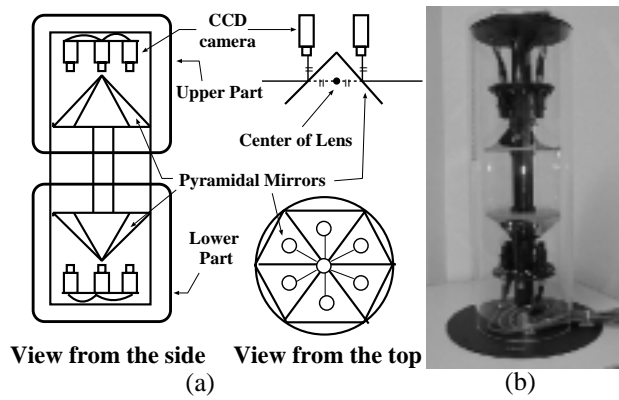 CCD
camera
Upper Part
Center of Lens
Pyramidal Mirrors
Lower
Part
View from the side
View from the top
(a)
(b)